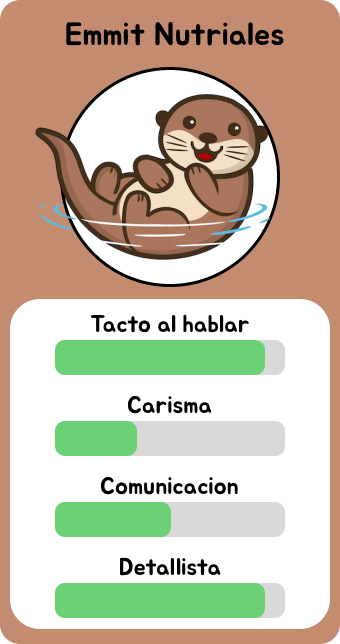 Emmit Nutriales
Tacto al hablar
Carisma
Comunicacion
Detallista